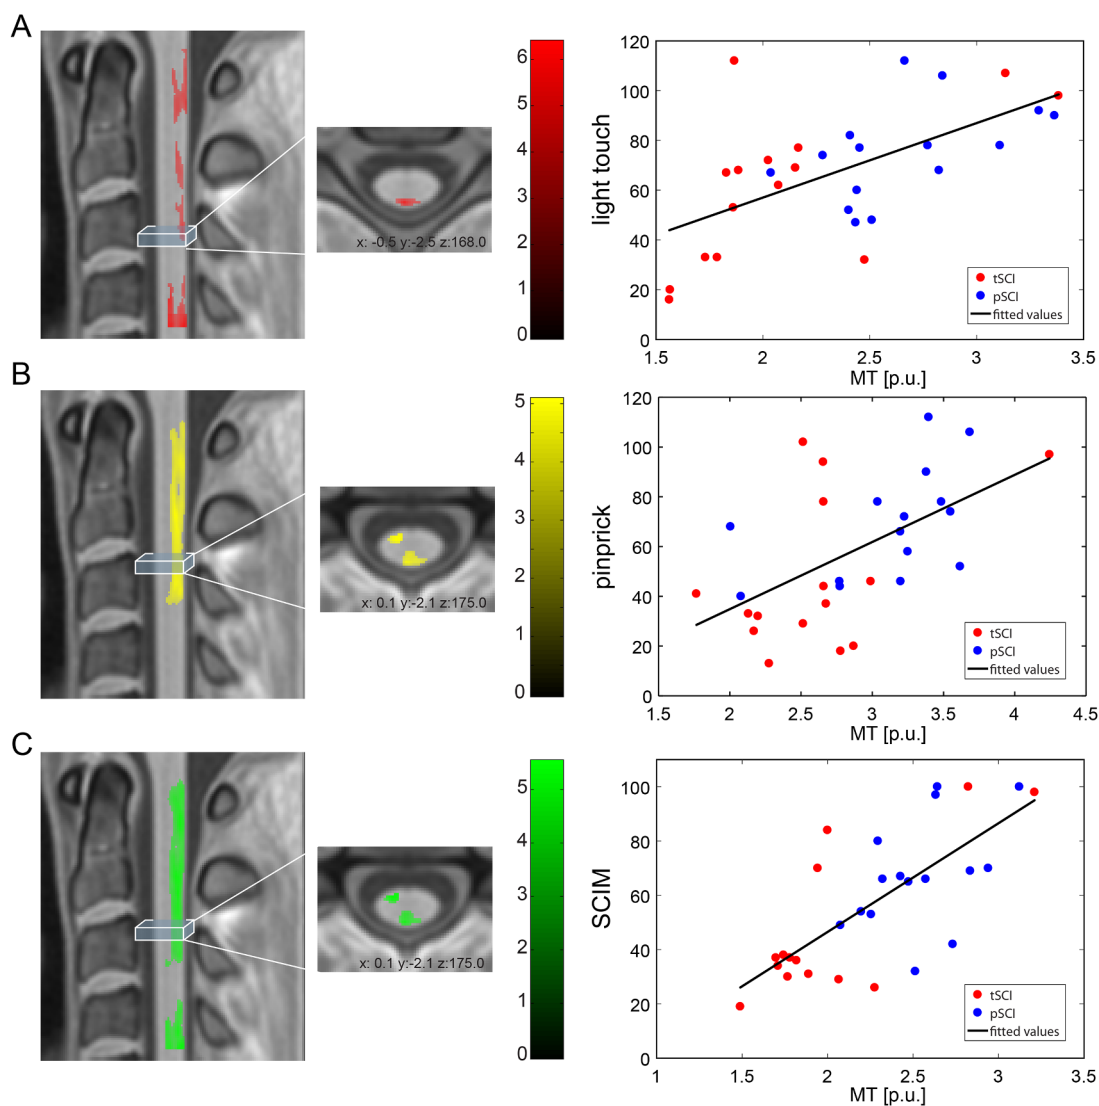 A
6
5
4
3
2
1
0
x: -0.5 y:-2.5 z:168.0
light touch
120
100
80
60
40
20
0
tSCI
pSCI
fitted values
1.5 2 2.5 3 3.5
MT [p.u.]
B
5
4
3
2
1
0
x: 0.1 y:-2.1 z:175.0
pinprick
120
100
80
60
40
20
0
tSCI
pSCI
fitted values
1.5 2 2.5 3 3.5 4 4.5
MT [p.u.]
C
5
4
3
2
1
0
x: 0.1 y:-2.1 z:175.0
SCIM
100
80
60
40
20
0
tSCI
pSCI
fitted values
1 1.5 2 2.5 3 3.5
MT [p.u.]